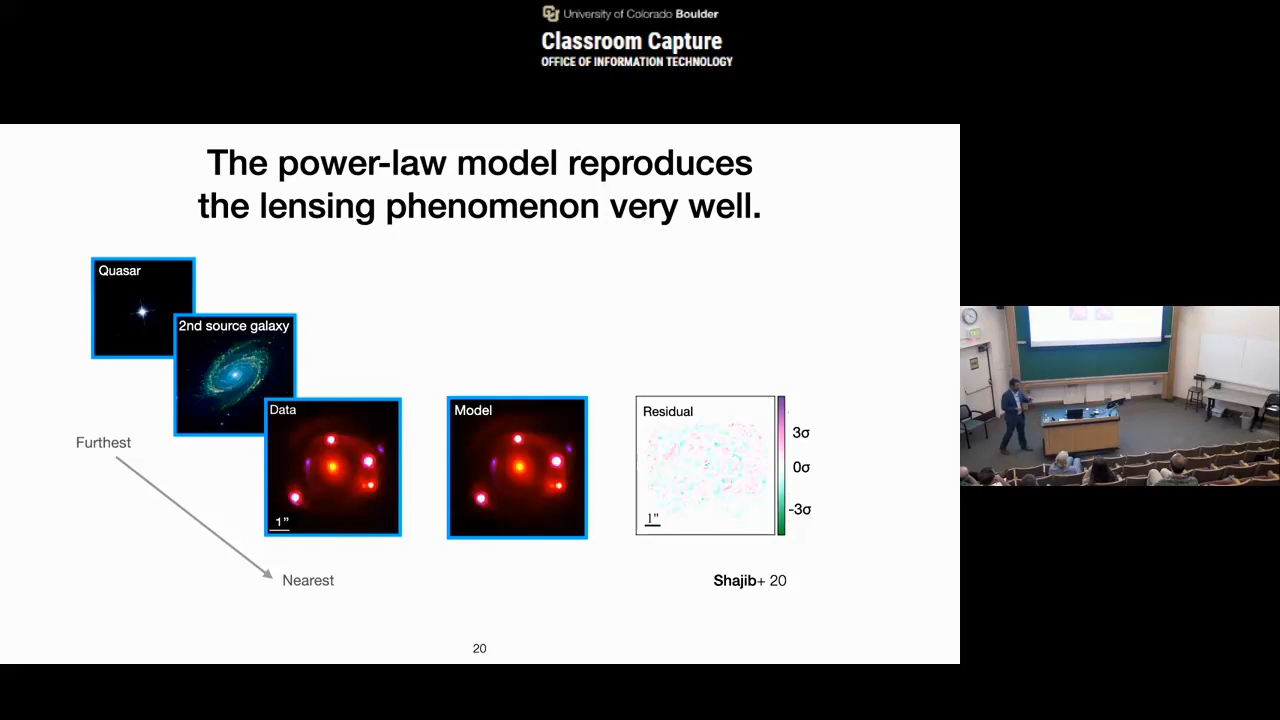 University of Colorado Boulder
Classroom Capture
OFFICE OF INFORMATION TECHNOLOGY
The power-law model reproduces
the lensing phenomenon very well.
Quasar
2nd source galaxy
Data
1”
Model
Residual
1"
3σ
0σ
-3σ
Furthest
Nearest
Shajib+ 20
20